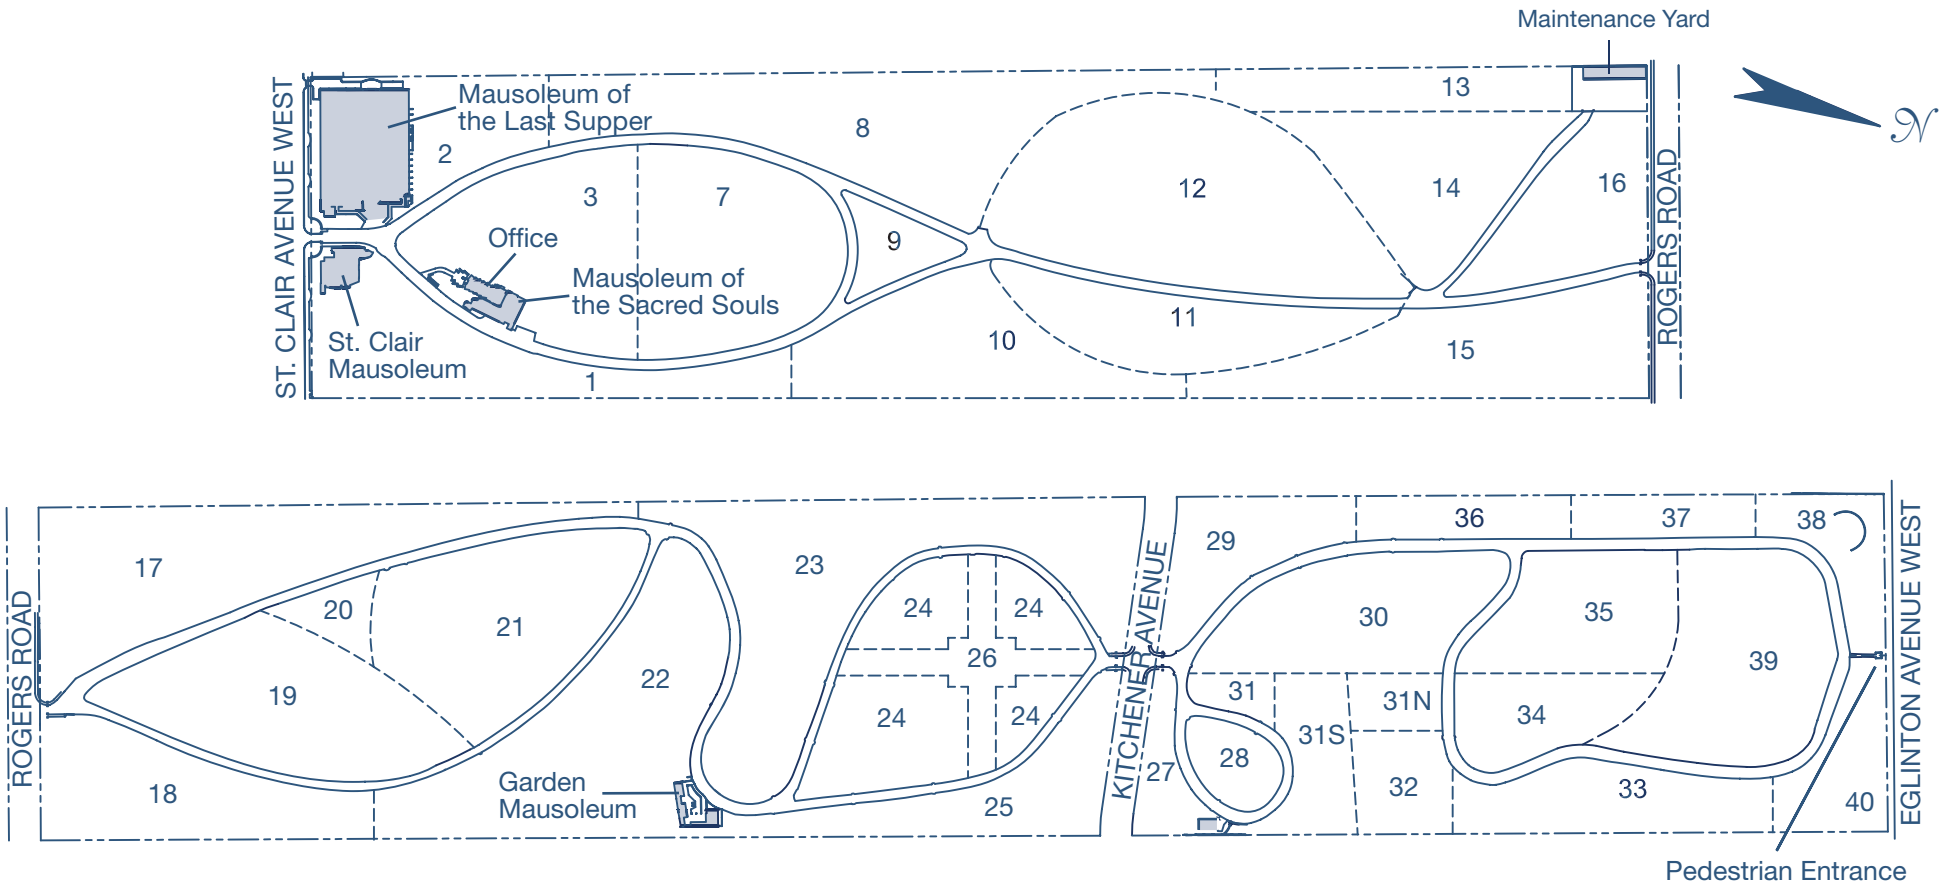 Maintenance Yard
N
ST. CLAIR AVENUE WEST
Mausoleum of
the Last Supper
13
8
2
3
7
12
14
16
ROGERS ROAD
Office
9
Mausoleum of
the Sacred Souls
St. Clair
Mausoleum
10
11
15
1
ROGERS ROAD
17
20
21
19
22
18
Garden
Mausoleum
23
24
24
26
24
24
25
KITCHENER AVENUE
29
36
37
38
30
35
39
31
31N
31S
34
28
27
32
33
40
EGLINTON AVENUE WEST
Pedestrian Entrance